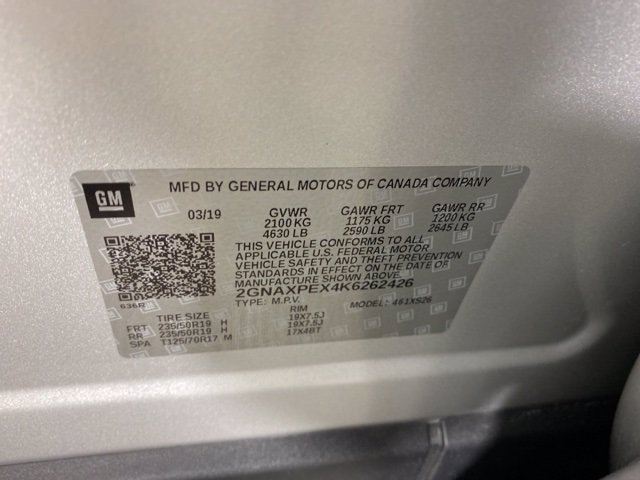 GM
MFD BY GENERAL MOTORS OF CANADA COMPANY
03/19 GVWR GAWR FRT GAWR RR
2100 KG 1175 KG 1200 KG
4630 LB 2590 LB 2645 LB
THIS VEHICLE CONFORMS TO ALL
APPLICABLE U.S. FEDERAL MOTOR
VEHICLE SAFETY AND THEFT PREVENTION
STANDARDS IN EFFECT ON THE DATE OF
MANUFACTURE SHOWN ABOVE.
2GNAXPEX4K6262426
TYPE: M.P.V. MODEL: 461XS26
636R
TIRE SIZE RIM
FRT 235/50R19 H 19X7.5J
RR 235/50R19 H 19X7.5J
SPA T125/70R17 M 17X4BT